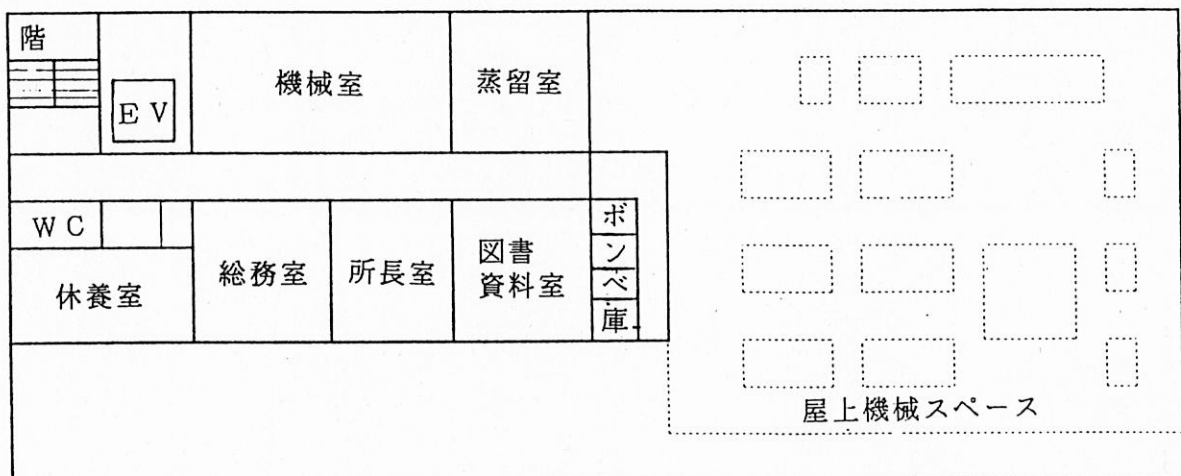 階
EV
機械室
蒸留室
WC
休養室
総務室
所長室
図書
資料室
ボンベ庫
屋上機械スペース